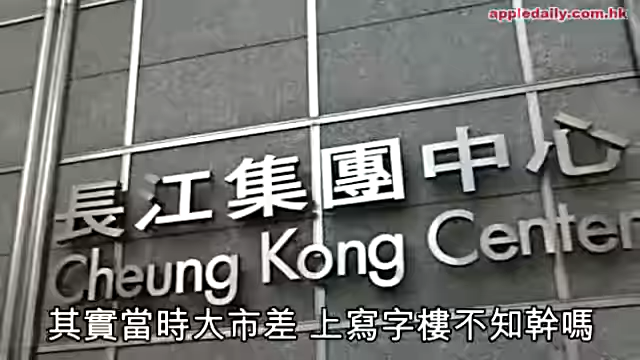 appledaily.com.hk
長江集團中心
Cheung Kong Center
其實當時大市差 上寫字樓不知幹嗎